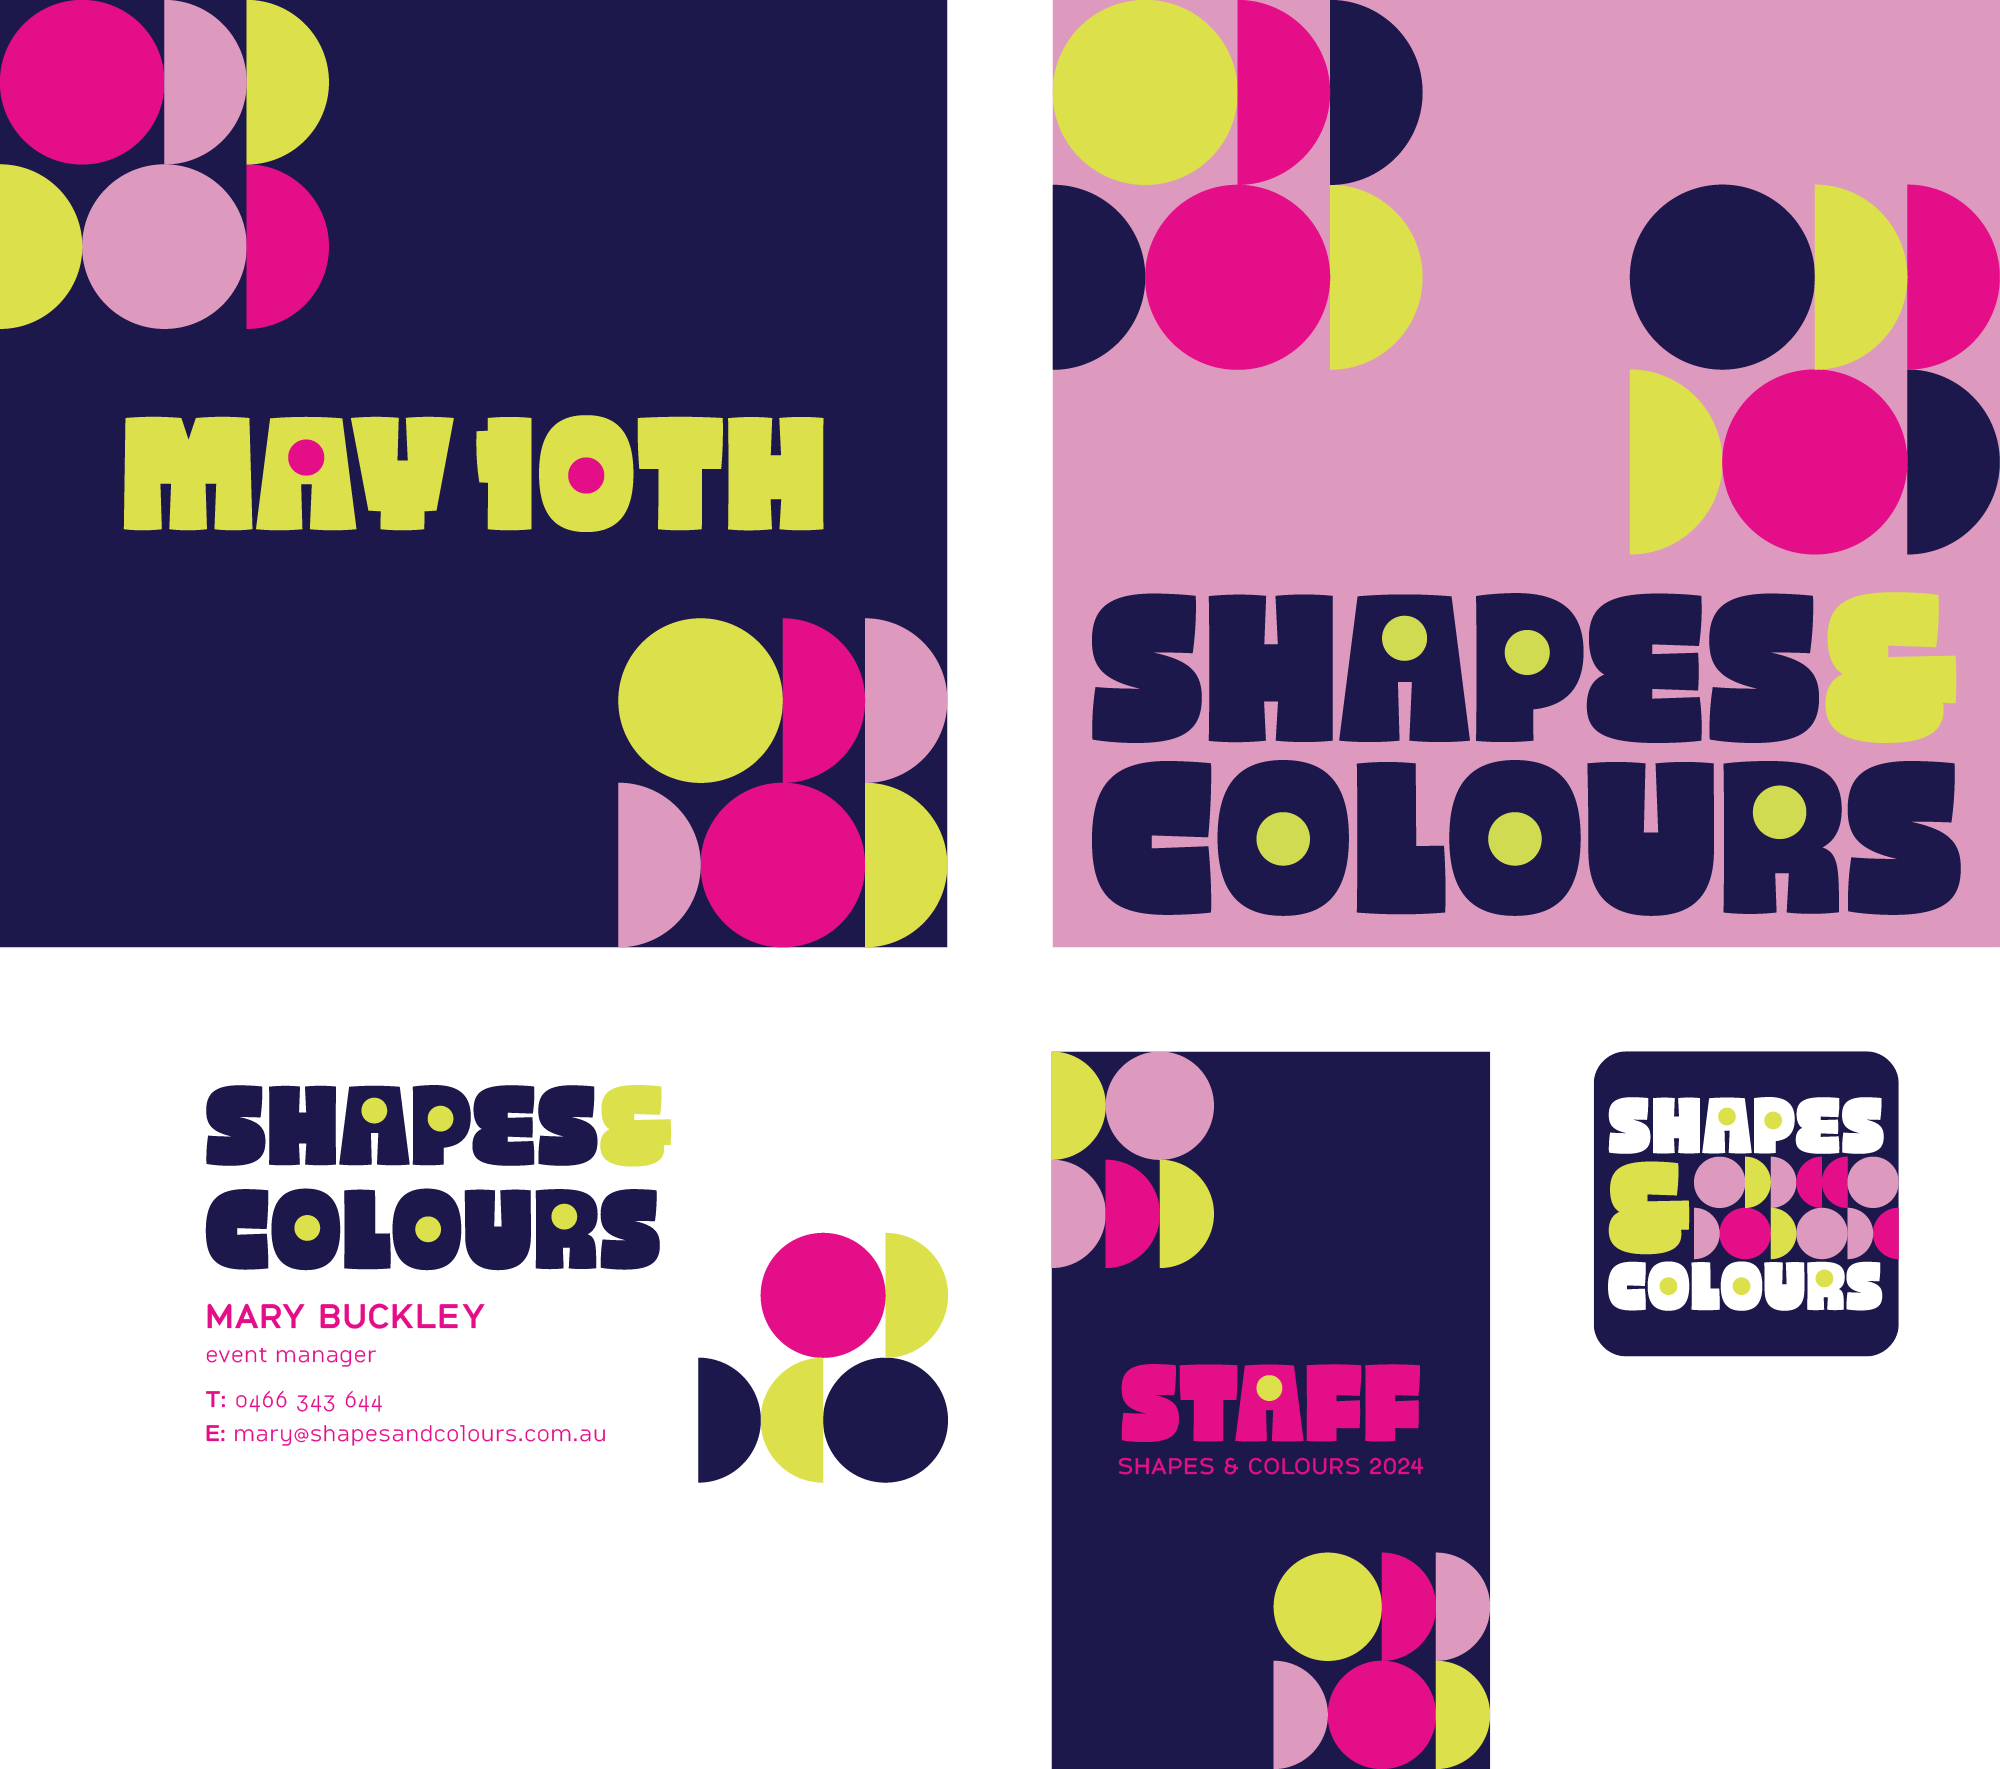 MAY 10TH
SHAPES &
COLOURS
SHAPES &
COLOURS
MARY BUCKLEY
event manager
T: 0466 343 644
E: mary@shapesandcolours.com.au
STAFF
SHAPES & COLOURS 2024
SHAPES
&
COLOURS